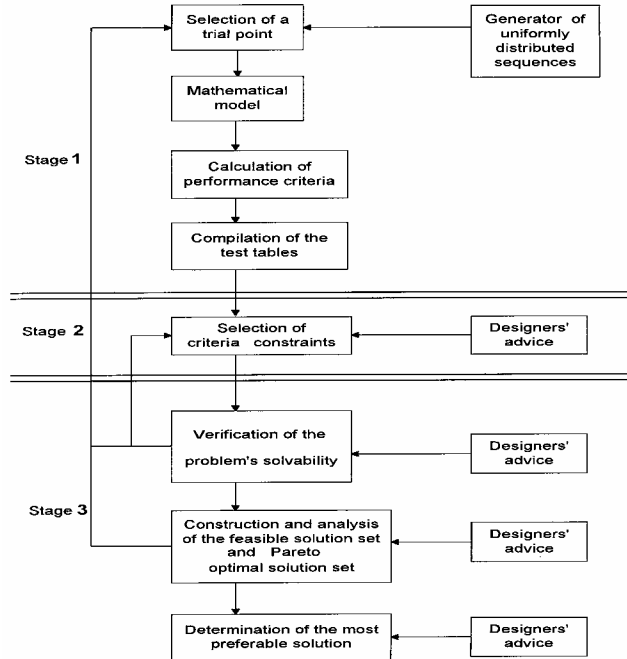 Selection of a
trial point
Generator of
uniformly
distributed
sequences
Mathematical
model
Stage 1
Calculation of
performance criteria
Compilation of the
test tables
Stage 2
Selection of
criteria constraints
Designers'
advice
Verification of the
problem's solvability
Designers'
advice
Stage 3
Construction and analysis
of the feasible solution set
and Pareto
optimal solution set
Designers'
advice
Determination of the most
preferable solution
Designers'
advice